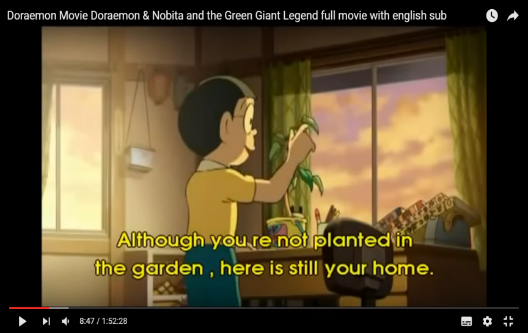 Doraemon Movie Doraemon & Nobita and the Green Giant Legend full movie with english sub
Although you re not planted in
the garden , here is still your home.
8:47 / 1:52:28